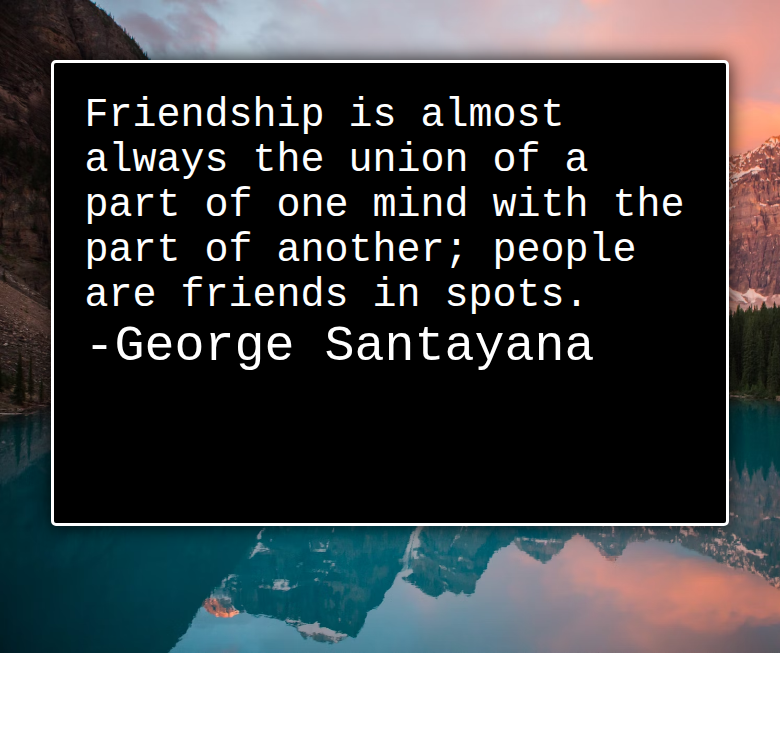 Friendship is almost
always the union of a
part of one mind with the
part of another; people
are friends in spots.
-George Santayana